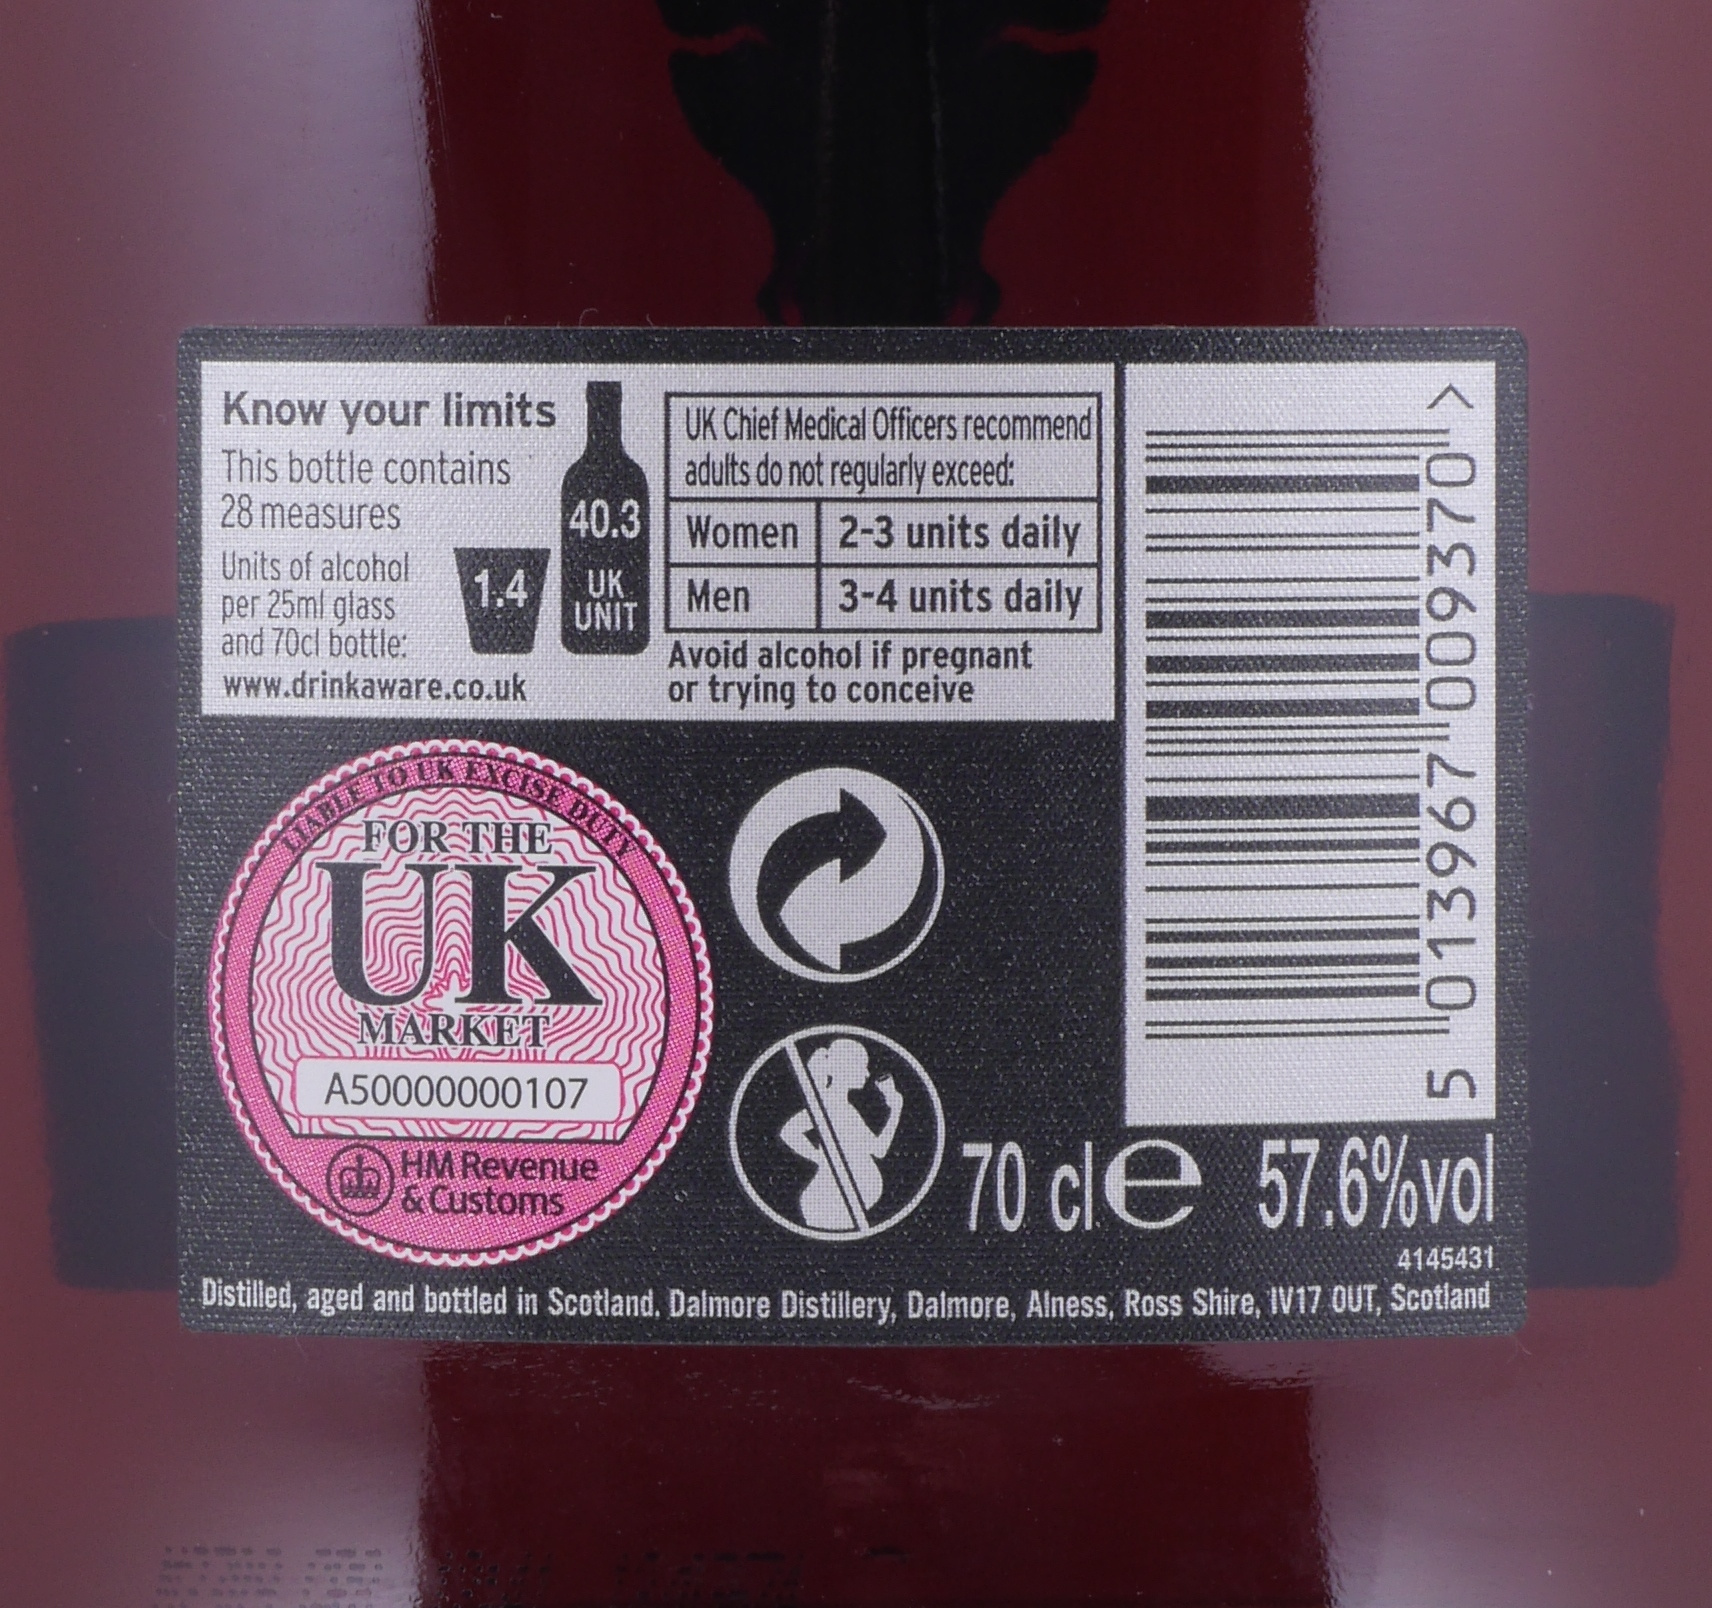 Know your limits
This bottle contains
28 measures
Units of alcohol
per 25ml glass
and 70cl bottle:
www.drinkaware.co.uk
1.4
40.3
UK
UNIT
UK Chief Medical Officers recommend
adults do not regularly exceed:
Women 2-3 units daily
Men 3-4 units daily
Avoid alcohol if pregnant
or trying to conceive
5 013967 009370 >
LIABLE TO UK EXCISE DUTY
FOR THE
UK
MARKET
A50000000107
HM Revenue
& Customs
70 cl e 57.6%vol
4145431
Distilled, aged and bottled in Scotland. Dalmore Distillery, Dalmore, Alness, Ross Shire, IV17 0UT, Scotland